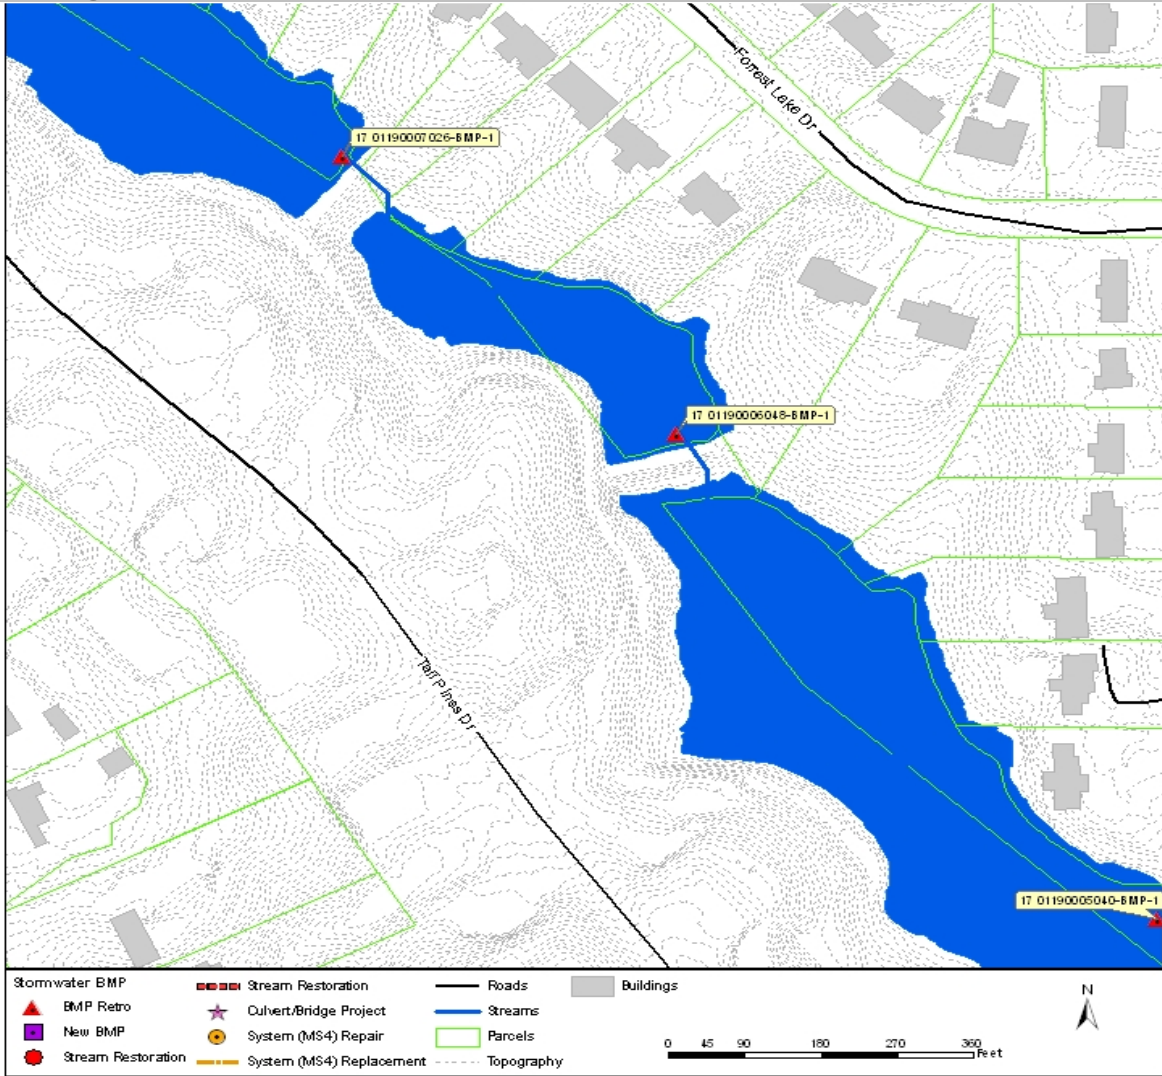 Forrest Lake Dr
17 01190007026-BMP-1
17 01190006048-BMP-1
Tall Pines Dr
17 01190005040-BMP-1
Stormwater BMP
BMP Retro
New BMP
Stream Restoration
Stream Restoration
Culvert/Bridge Project
System (MS4) Repair
System (MS4) Replacement
Roads
Streams
Parcels
Topography
Buildings
N
0 45 90 180 270 360
Feet